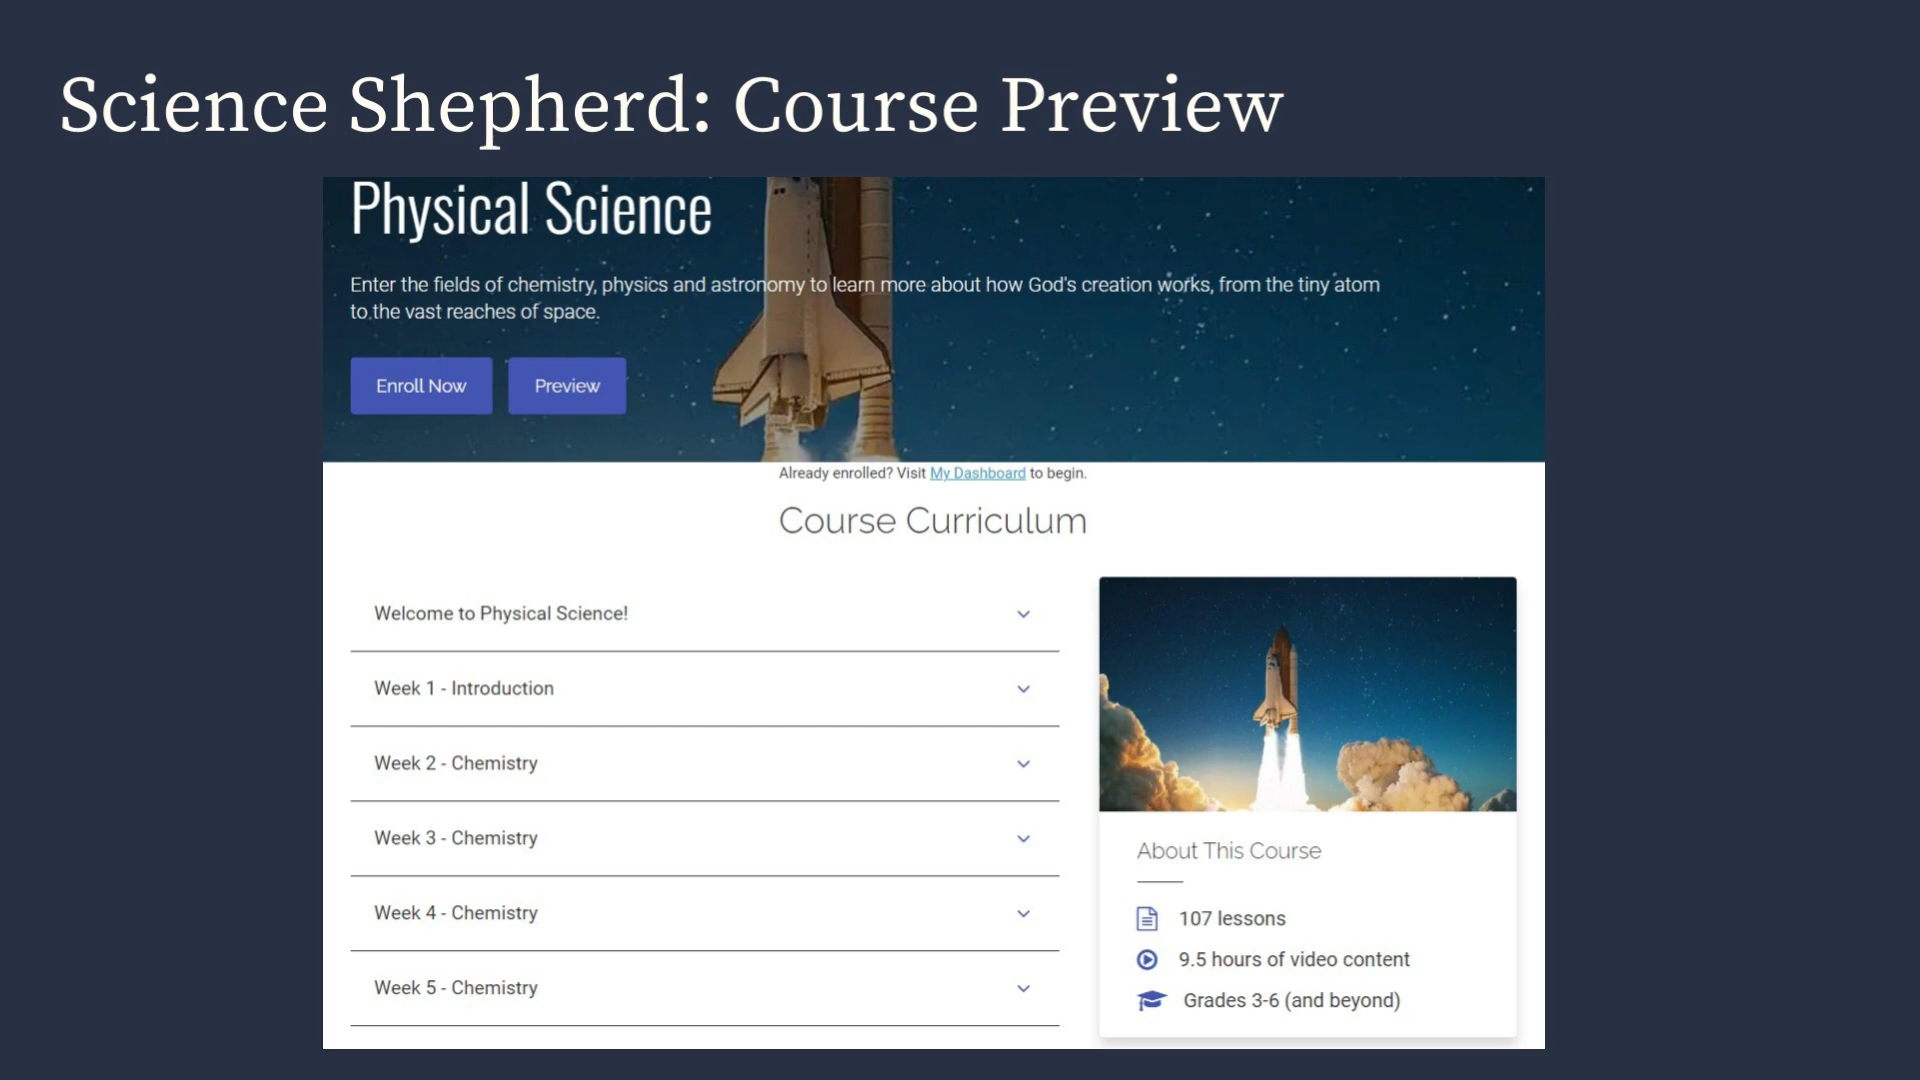 Science Shepherd: Course Preview
Physical Science
Enter the fields of chemistry, physics and astronomy to learn more about how God's creation works, from the tiny atom
to the vast reaches of space.
Enroll Now
Preview
Already enrolled? Visit My Dashboard to begin.
Course Curriculum
Welcome to Physical Science!
Week 1 - Introduction
Week 2 - Chemistry
Week 3 - Chemistry
Week 4 - Chemistry
Week 5 - Chemistry
About This Course
107 lessons
9.5 hours of video content
Grades 3-6 (and beyond)